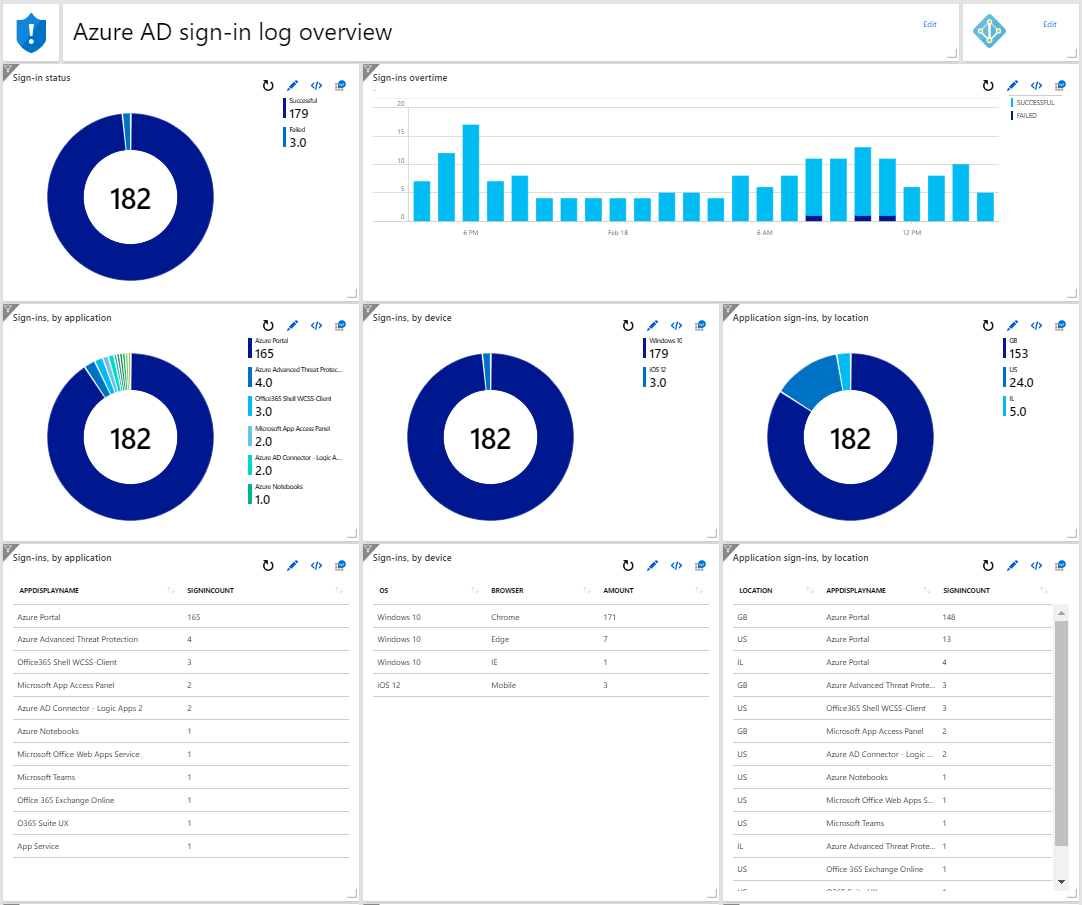 Azure AD sign-in log overview
Edit
Edit
Sign-in status
Successful
179
Failed
3.0
182
Sign-ins overtime
SUCCESSFUL
FAILED
20
15
10
5
0
6 PM
Feb 18
6 AM
12 PM
Sign-ins, by application
Azure Portal
165
Azure Advanced Threat Protec...
4.0
Office365 Shell WCSS-Client
3.0
Microsoft App Access Panel
2.0
Azure AD Connector - Logic A...
2.0
Azure Notebooks
1.0
182
Sign-ins, by device
Windows 10
179
iOS 12
3.0
182
Application sign-ins, by location
GB
153
US
24.0
IL
5.0
182
Sign-ins, by application
APPDISPLAYNAME SIGNINCOUNT
Azure Portal 165
Azure Advanced Threat Protection 4
Office365 Shell WCSS-Client 3
Microsoft App Access Panel 2
Azure AD Connector - Logic Apps 2 2
Azure Notebooks 1
Microsoft Office Web Apps Service 1
Microsoft Teams 1
Office 365 Exchange Online 1
O365 Suite UX 1
App Service 1
Sign-ins, by device
OS BROWSER AMOUNT
Windows 10 Chrome 171
Windows 10 Edge 7
Windows 10 IE 1
iOS 12 Mobile 3
Application sign-ins, by location
LOCATION APPDISPLAYNAME SIGNINCOUNT
GB Azure Portal 148
US Azure Portal 13
IL Azure Portal 4
GB Azure Advanced Threat Prote... 3
US Office365 Shell WCSS-Client 3
GB Microsoft App Access Panel 2
US Azure AD Connector - Logic ... 2
US Azure Notebooks 1
US Microsoft Office Web Apps S... 1
US Microsoft Teams 1
IL Azure Advanced Threat Prote... 1
US Office 365 Exchange Online 1